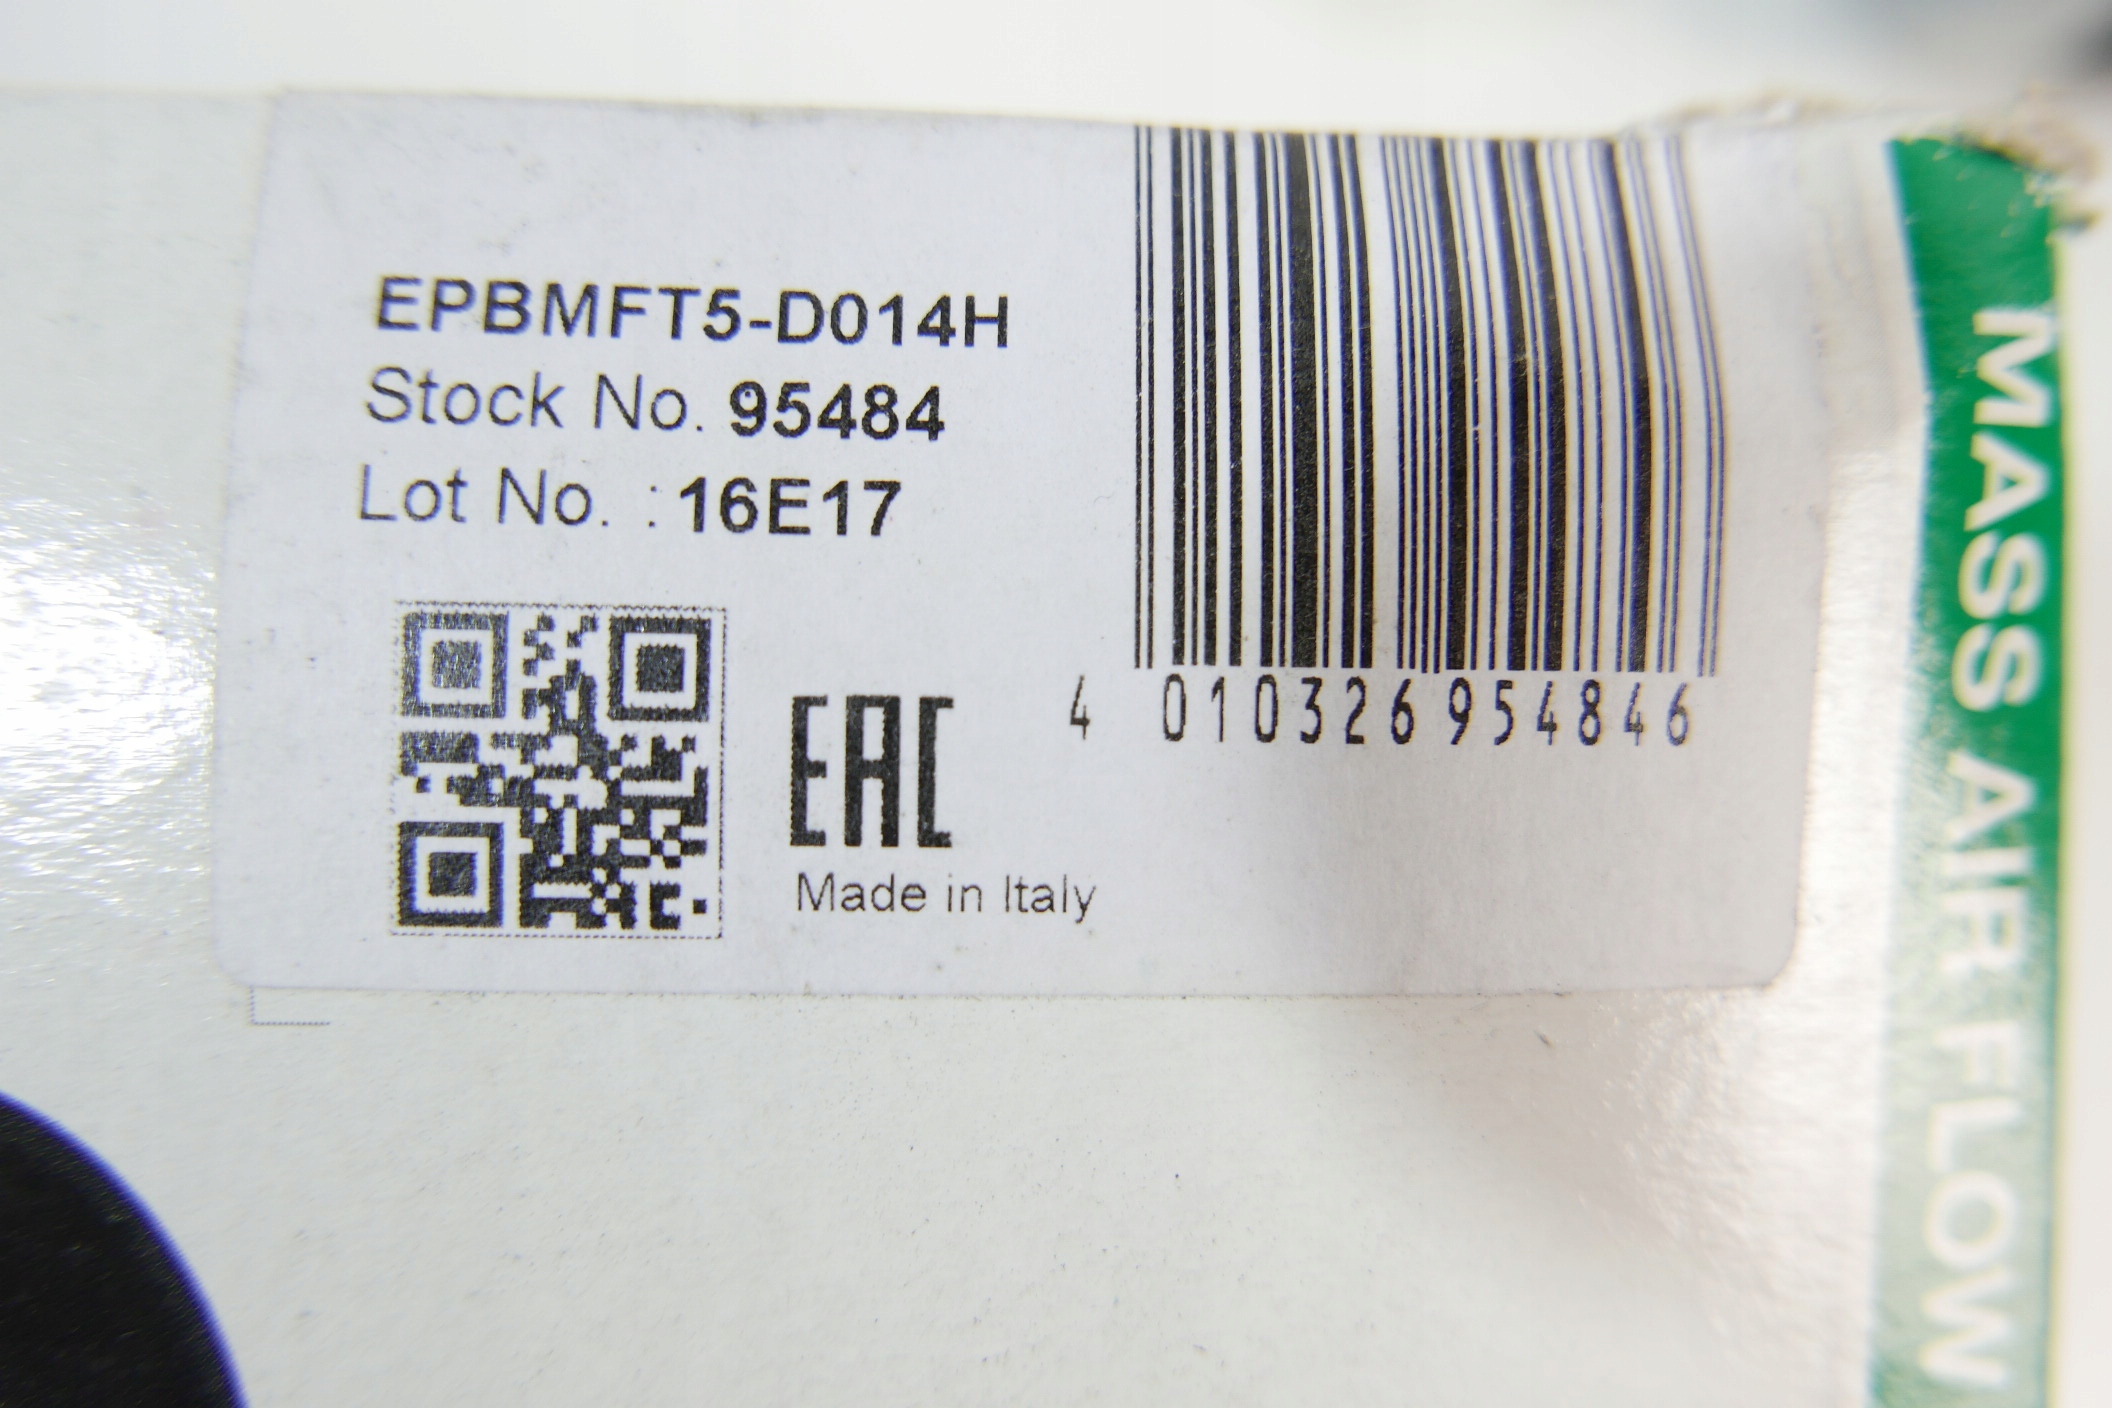 EPBMFT5-D014H
Stock No. 95484
Lot No. : 16E17
EAC
Made in Italy
4 010326 954846
MASS AIR FLOW